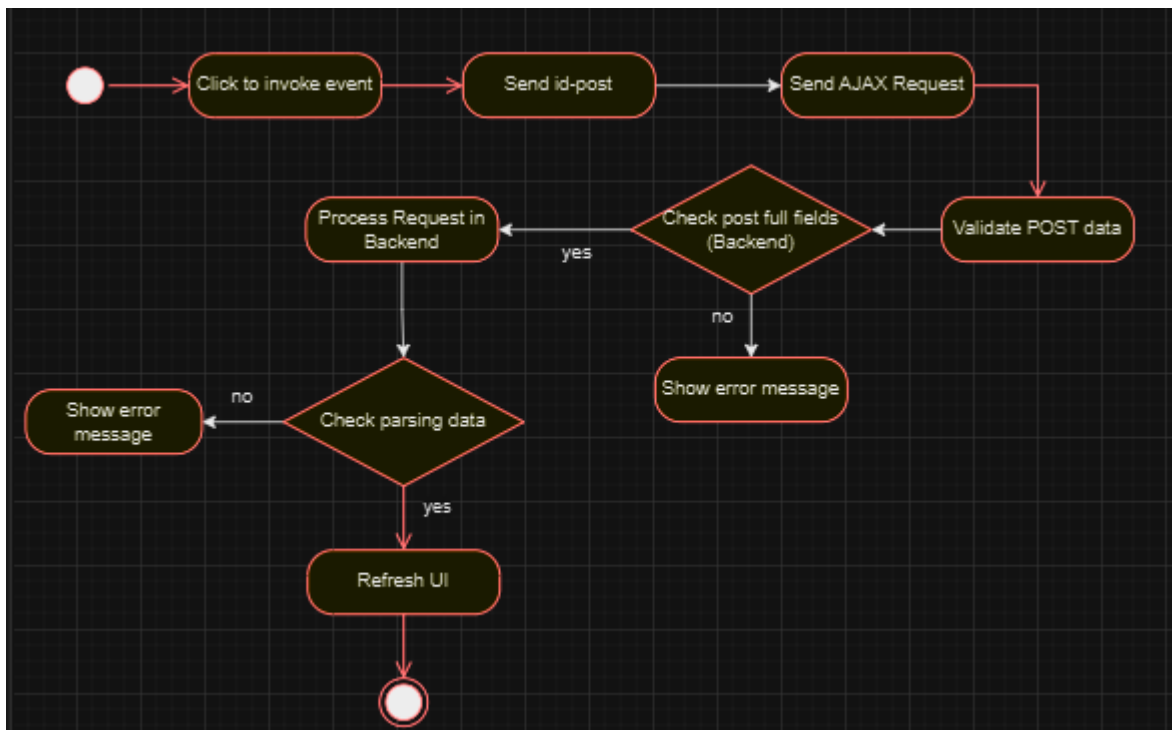 Click to invoke event
Send id-post
Send AJAX Request
Process Request in
Backend
yes
Check post full fields
(Backend)
Validate POST data
no
Show error message
Show error
message
no
Check parsing data
yes
Refresh UI